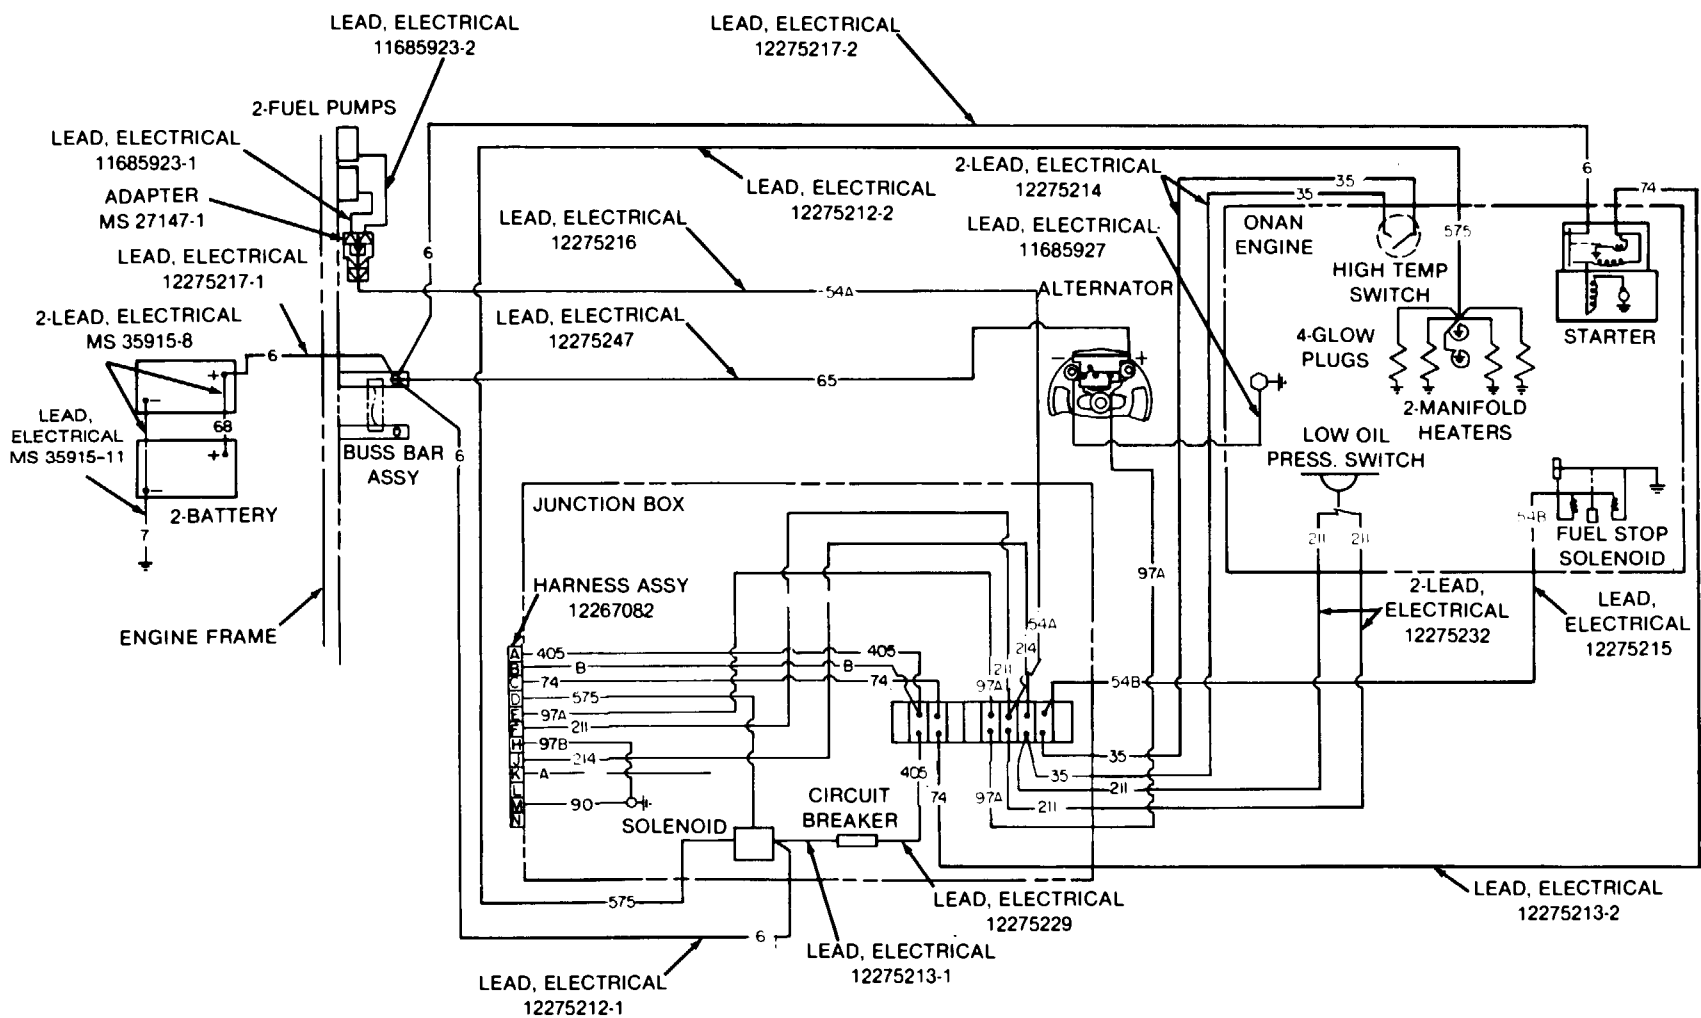 LEAD, ELECTRICAL
11685923-2
LEAD, ELECTRICAL
12275217-2
2-FUEL PUMPS
LEAD, ELECTRICAL
11685923-1
ADAPTER
MS 27147-1
LEAD, ELECTRICAL
12275217-1
2-LEAD, ELECTRICAL
MS 35915-8
LEAD,
ELECTRICAL
MS 35915-11
6
+
-
68
+
-
7
2-BATTERY
ENGINE FRAME
BUSS BAR
ASSY
6
6
LEAD, ELECTRICAL
12275212-2
LEAD, ELECTRICAL
12275216
54A
LEAD, ELECTRICAL
12275247
65
2-LEAD, ELECTRICAL
12275214
LEAD, ELECTRICAL
11685927
ALTERNATOR
-
+
35
35
ONAN
ENGINE
HIGH TEMP
SWITCH
575
6
74
STARTER
4-GLOW
PLUGS
2-MANIFOLD
HEATERS
LOW OIL
PRESS. SWITCH
211
211
54B
FUEL STOP
SOLENOID
2-LEAD,
ELECTRICAL
12275232
LEAD,
ELECTRICAL
12275215
JUNCTION BOX
HARNESS ASSY
12267082
A
405
405
B
B
B
C
74
74
D
575
E
97A
F
211
H
97B
J
214
K
A
L
M
90
N
97A
54A
214
211
97A
54B
405
74
97A
35
35
211
211
SOLENOID
CIRCUIT
BREAKER
575
6
LEAD, ELECTRICAL
12275229
LEAD, ELECTRICAL
12275213-1
LEAD, ELECTRICAL
12275212-1
LEAD, ELECTRICAL
12275213-2